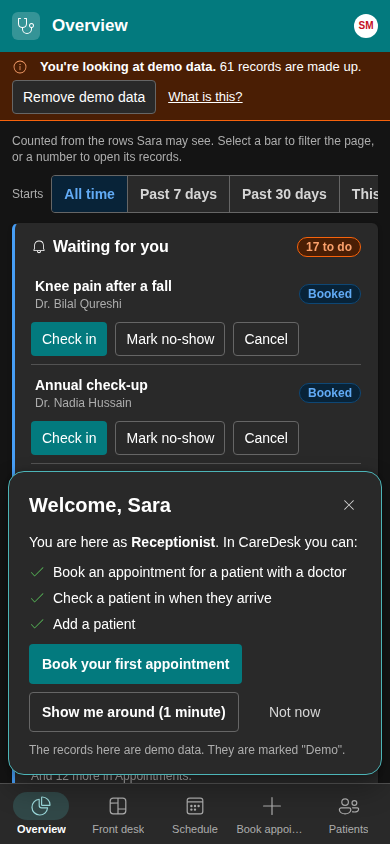 Overview
SM
You're looking at demo data. 61 records are made up.
Remove demo data
What is this?
Counted from the rows Sara may see. Select a bar to filter the page,
or a number to open its records.
Starts
All time
Past 7 days
Past 30 days
This
Waiting for you
17 to do
Knee pain after a fall
Dr. Bilal Qureshi
Booked
Check in
Mark no-show
Cancel
Annual check-up
Dr. Nadia Hussain
Booked
Check in
Mark no-show
Cancel
Welcome, Sara
You are here as Receptionist. In CareDesk you can:
Book an appointment for a patient with a doctor
Check a patient in when they arrive
Add a patient
Book your first appointment
Show me around (1 minute)
Not now
The records here are demo data. They are marked "Demo".
And 12 more in Appointments.
Overview
Front desk
Schedule
Book appoi...
Patients